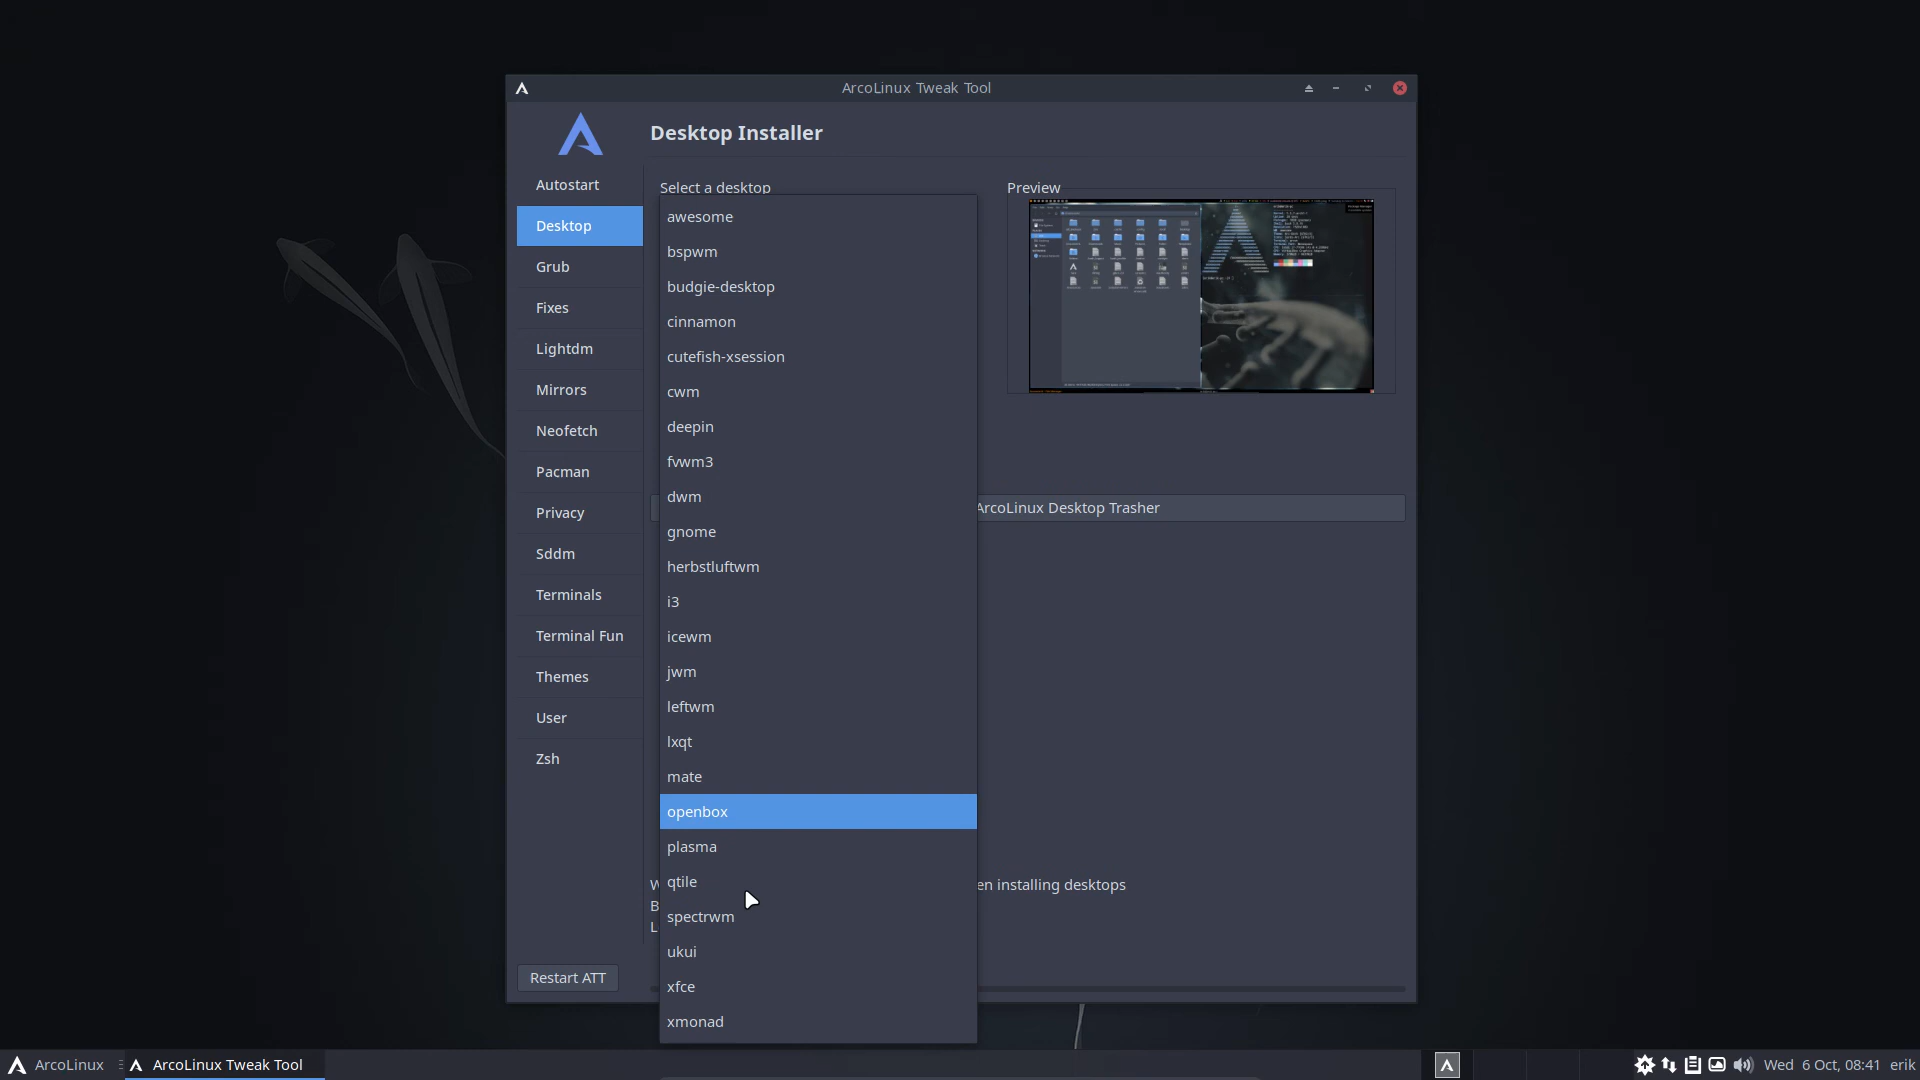 ArcoLinux Tweak Tool
Desktop Installer
Autostart
Desktop
Grub
Fixes
Lightdm
Mirrors
Neofetch
Pacman
Privacy
Sddm
Terminals
Terminal Fun
Themes
User
Zsh
Restart ATT
Select a desktop
awesome
bspwm
budgie-desktop
cinnamon
cutefish-xsession
cwm
deepin
fvwm3
dwm
gnome
herbstluftwm
i3
icewm
jwm
leftwm
lxqt
mate
openbox
plasma
qtile
spectrwm
ukui
xfce
xmonad
Preview
ArcoLinux Desktop Trasher
W en installing desktops
B
L
ArcoLinux ArcoLinux Tweak Tool Wed 6 Oct, 08:41 erik